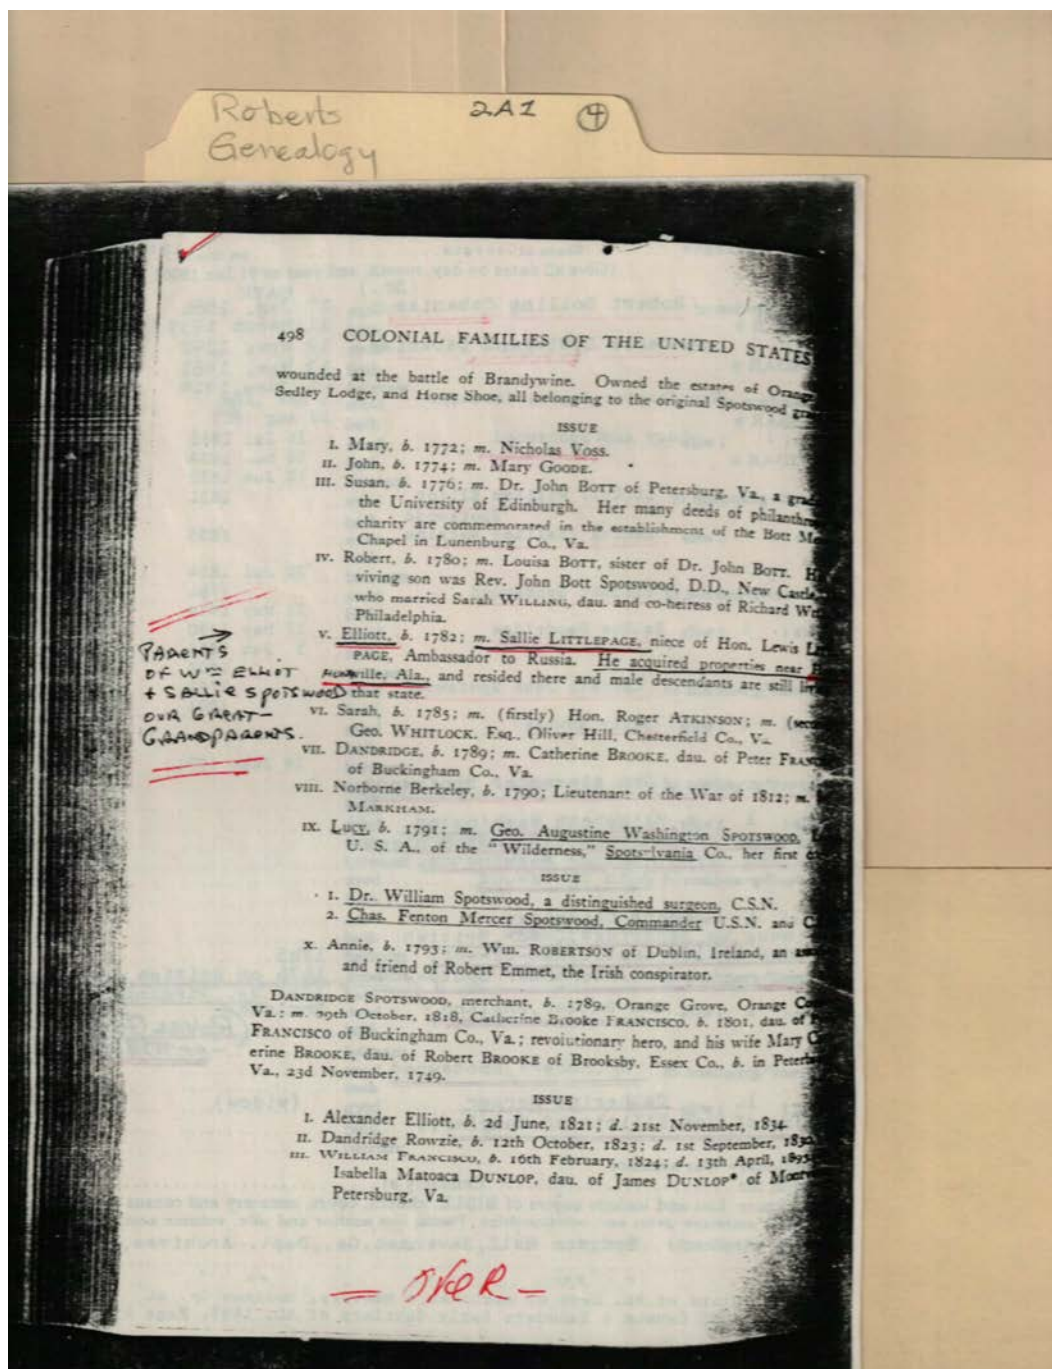 Roberts 2A1 4
Genealogy
498 COLONIAL FAMILIES OF THE UNITED STATES
wounded at the battle of Brandywine. Owned the estates of Orang
Sedley Lodge, and Horse Shoe, all belonging to the original Spotswood gra
ISSUE
I. Mary, b. 1772; m. Nicholas Voss.
II. John, b. 1774; m. Mary GOODE.
III. Susan, b. 1776; m. Dr. John BOTT of Petersburg, Va., a grad
the University of Edinburgh. Her many deeds of philanthr
charity are commemorated in the establishment of the Bott Me
Chapel in Lunenburg Co., Va.
IV. Robert, b. 1780; m. Louisa BOTT, sister of Dr. John BOTT. H
viving son was Rev. John Bott Spotswood, D.D., New Castle
who married Sarah WILLING, dau. and co-heiress of Richard W
Philadelphia.
V. Elliott, b. 1782; m. Sallie LITTLEPAGE, niece of Hon. Lewis L
PAGE, Ambassador to Russia. He acquired properties near
ville, Ala., and resided there and male descendants are still
that state.
PARENTS
OF Wm ELLIOT
+ SALLIE SPOTSWOOD
OUR GREAT-
GRANDPARENTS.
VI. Sarah, b. 1785; m. (firstly) Hon. Roger ATKINSON; m. (sec
Geo. WHITLOCK, Esq., Oliver Hill, Chesterfield Co., Va.
VII. DANDRIDGE, b. 1789; m. Catherine BROOKE, dau. of Peter FRAN
of Buckingham Co., Va.
VIII. Norborne Berkeley, b. 1790; Lieutenant of the War of 1812; m.
MARKHAM.
IX. Lucy, b. 1791; m. Geo. Augustine Washington SPOTSWOOD,
U. S. A., of the "Wilderness," Spotsylvania Co., her first
ISSUE
1. Dr. William Spotswood, a distinguished surgeon, C.S.N.
2. Chas. Fenton Mercer Spotswood, Commander U.S.N. and C
X. Annie, b. 1793; m. Wm. ROBERTSON of Dublin, Ireland, an
and friend of Robert Emmet, the Irish conspirator.
DANDRIDGE SPOTSWOOD, merchant, b. 1789, Orange Grove, Orange Co
Va.; m. 29th October, 1818, Catherine Brooke FRANCISCO, b. 1801, dau. of
FRANCISCO of Buckingham Co., Va.; revolutionary hero, and his wife Mary C
erine BROOKE, dau. of Robert BROOKE of Brooksby, Essex Co., b. in Peter
Va., 23d November, 1749.
ISSUE
I. Alexander Elliott, b. 2d June, 1821; d. 21st November, 1834
II. Dandridge Rowzie, b. 12th October, 1823; d. 1st September, 1830
III. WILLIAM FRANCISCO, b. 16th February, 1824; d. 13th April, 1893
Isabella Matoaca DUNLOP, dau. of James DUNLOP* of
Petersburg, Va.
— OVER —